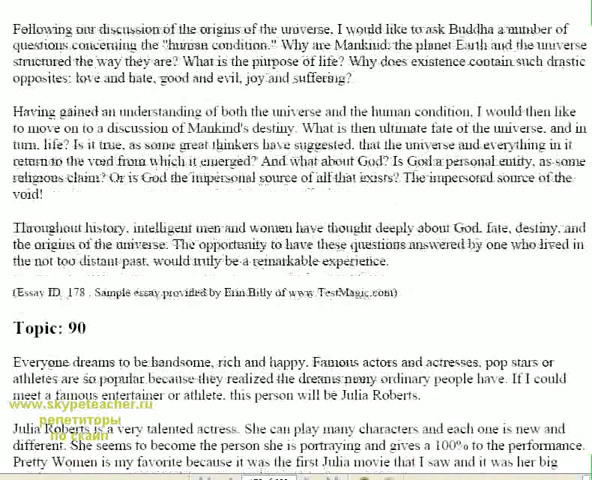 Following our discussion of the origins of the universe, I would like to ask Buddha a number of
questions concerning the "human condition." Why are Mankind, the planet Earth and the universe
structured the way they are? What is the purpose of life? Why does existence contain such drastic
opposites: love and hate, good and evil, joy and suffering?
Having gained an understanding of both the universe and the human condition, I would then like
to move on to a discussion of Mankind's destiny. What is then ultimate fate of the universe, and in
turn, life? Is it true, as some great thinkers have suggested, that the universe and everything in it
return to the void from which it emerged? And what about God? Is God a personal entity, as some
religious claim? Or is God the impersonal source of all that exists? The impersonal source of the
void!
Throughout history, intelligent men and women have thought deeply about God, fate, destiny, and
the origins of the universe. The opportunity to have these questions answered by one who lived in
the not too distant past, would truly be a remarkable experience.
(Essay ID 178 , Sample essay provided by Erin Billy of www.TestMagic.com)
Topic: 90
Everyone dreams to be handsome, rich and happy. Famous actors and actresses, pop stars or
athletes are so popular because they realized the dreams many ordinary people have. If I could
meet a famous entertainer or athlete, this person will be Julia Roberts.
www.skypeteacher.ru
репетиторы
по скайп
Julia Roberts is a very talented actress. She can play many characters and each one is new and
different. She seems to become the person she is portraying and gives a 100% to the performance.
Pretty Women is my favorite because it was the first Julia movie that I saw and it was her big